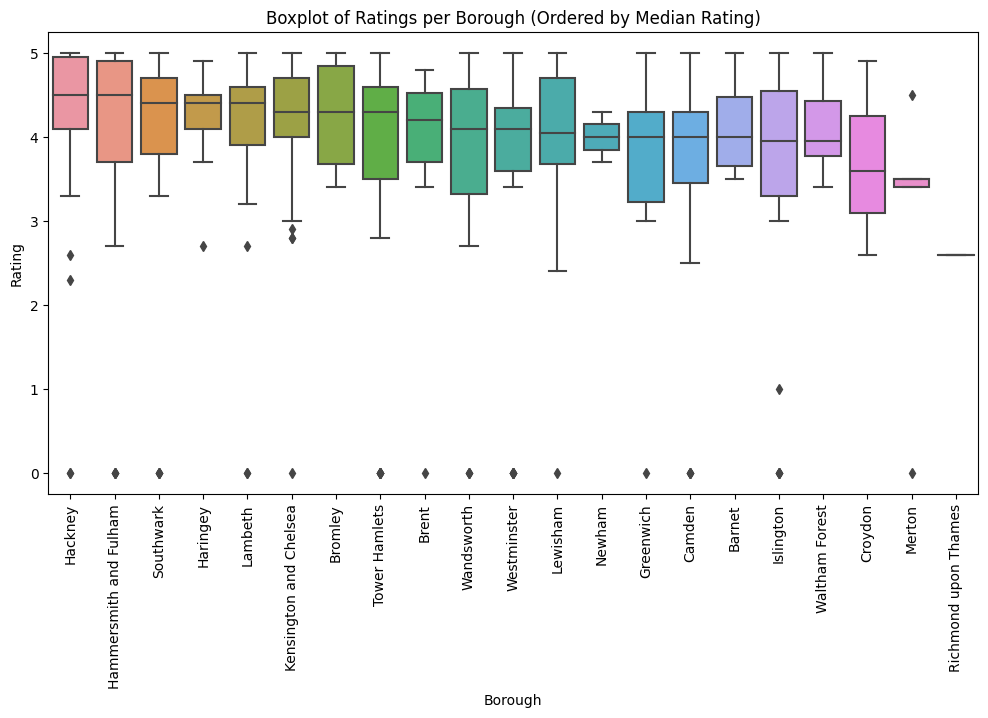 Boxplot of Ratings per Borough (Ordered by Median Rating)
5
4
3
2
1
0
Rating
Hackney
Hammersmith and Fulham
Southwark
Haringey
Lambeth
Kensington and Chelsea
Bromley
Tower Hamlets
Brent
Wandsworth
Westminster
Lewisham
Newham
Greenwich
Camden
Barnet
Islington
Waltham Forest
Croydon
Merton
Richmond upon Thames
Borough